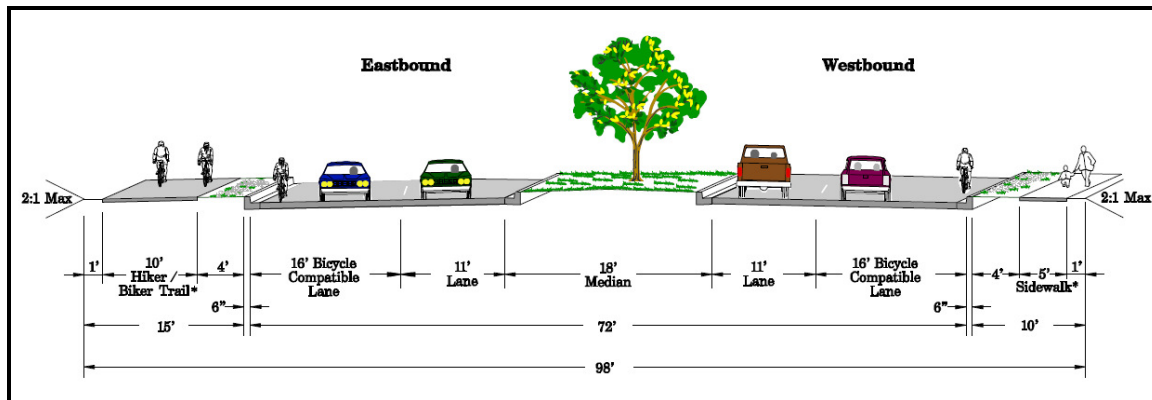 Eastbound
Westbound
2:1 Max
2:1 Max
1'
10'
Hiker /
Biker Trail*
4'
16' Bicycle
Compatible
Lane
11'
Lane
18'
Median
11'
Lane
16' Bicycle
Compatible
Lane
4'
5'
Sidewalk*
1'
6"
6"
15'
72'
10'
98'